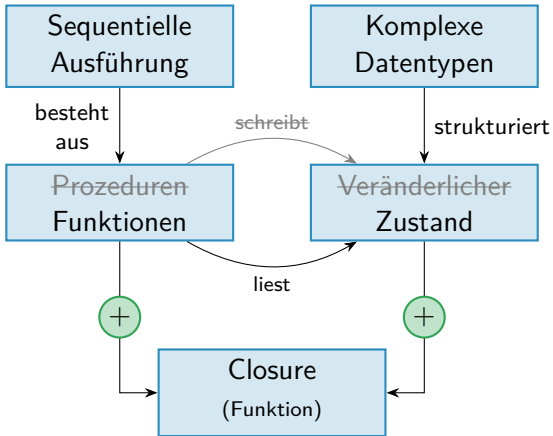 Sequentielle
Ausführung
Komplexe
Datentypen
besteht
aus
schreibt
strukturiert
Prozeduren
Funktionen
Veränderlicher
Zustand
liest
+
+
Closure
(Funktion)